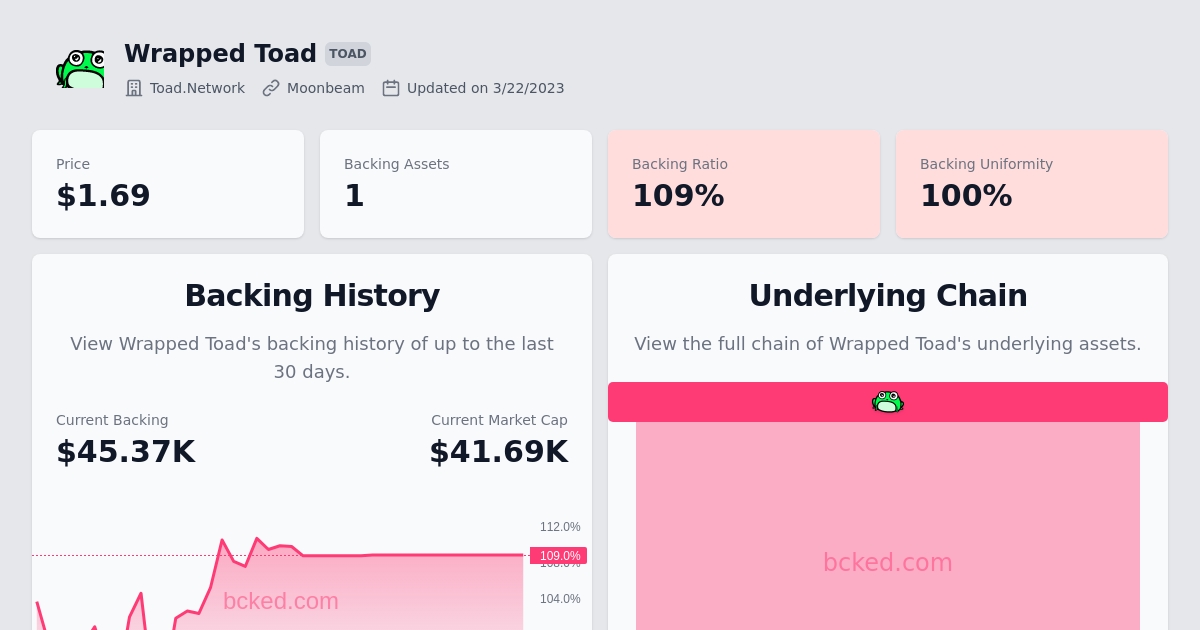 Wrapped Toad TOAD
Toad.Network Moonbeam Updated on 3/22/2023
Price
$1.69
Backing Assets
1
Backing Ratio
109%
Backing Uniformity
100%
Backing History
View Wrapped Toad's backing history of up to the last
30 days.
Current Backing
$45.37K
Current Market Cap
$41.69K
112.0%
109.0%
108.0%
104.0%
bcked.com
Underlying Chain
View the full chain of Wrapped Toad's underlying assets.
bcked.com